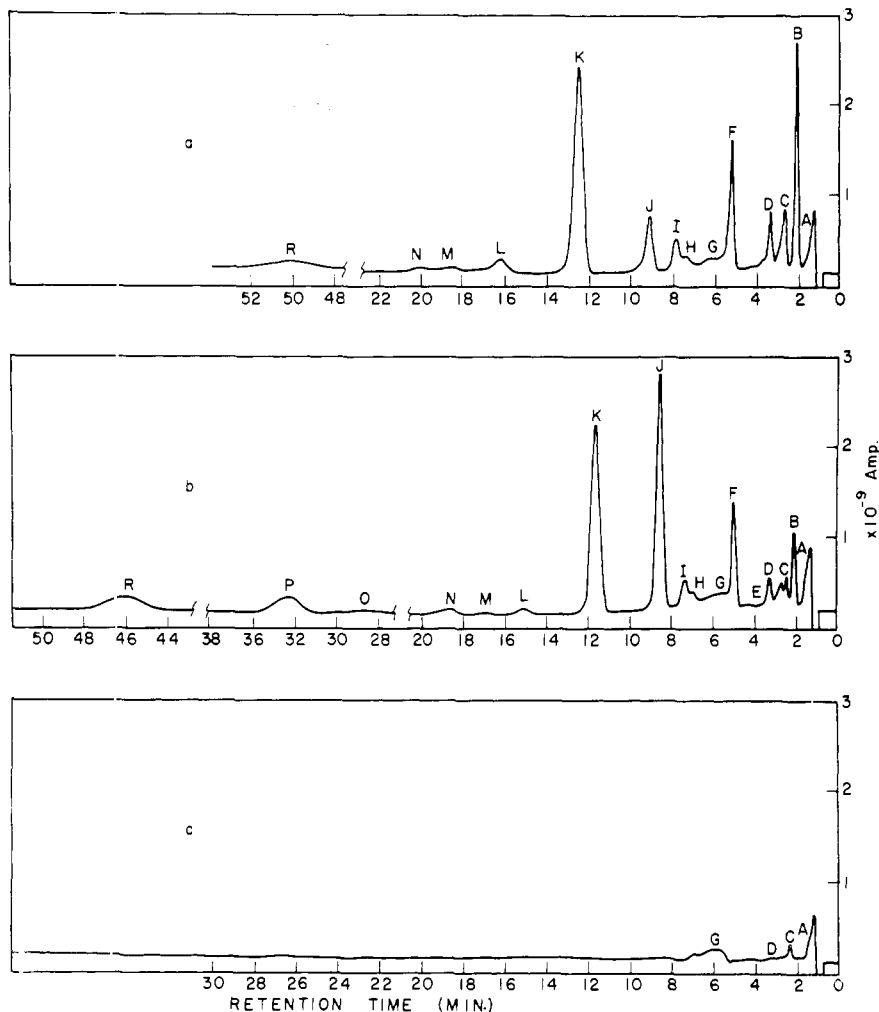 3
B
K
2
a
F
D
C
J
A
1
I
H
R
N
M
L
G
52 50 48 22 20 18 16 14 12 10 8 6 4 2 0
3
J
K
2
b
F
B
×10⁻⁹ Amp.
A
1
I
D
C
R
P
H
G
E
O
N
M
L
50 48 46 44 38 36 34 32 30 28 22 20 18 16 14 12 10 8 6 4 2 0
3
2
c
1
A
G
D
C
30 28 26 24 22 20 18 16 14 12 10 8 6 4 2 0
RETENTION TIME (MIN.)